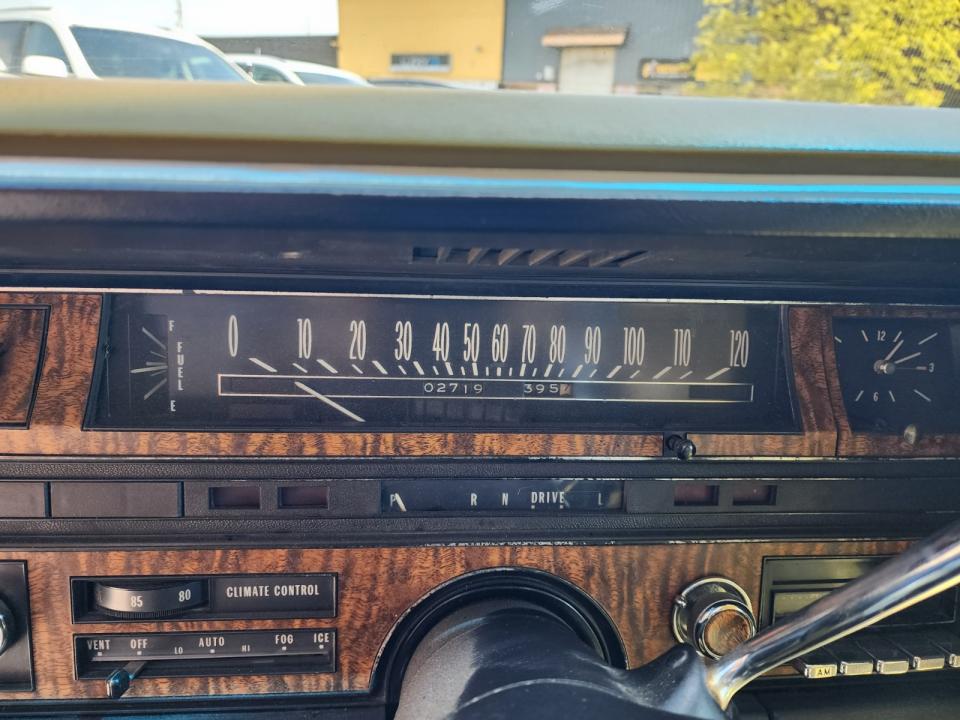 F
FUEL
E
0 10 20 30 40 50 60 70 80 90 100 110 120
02719 395
12
3
6
P R N DRIVE L
85 80 CLIMATE CONTROL
VENT OFF LO AUTO HI FOG ICE
AM